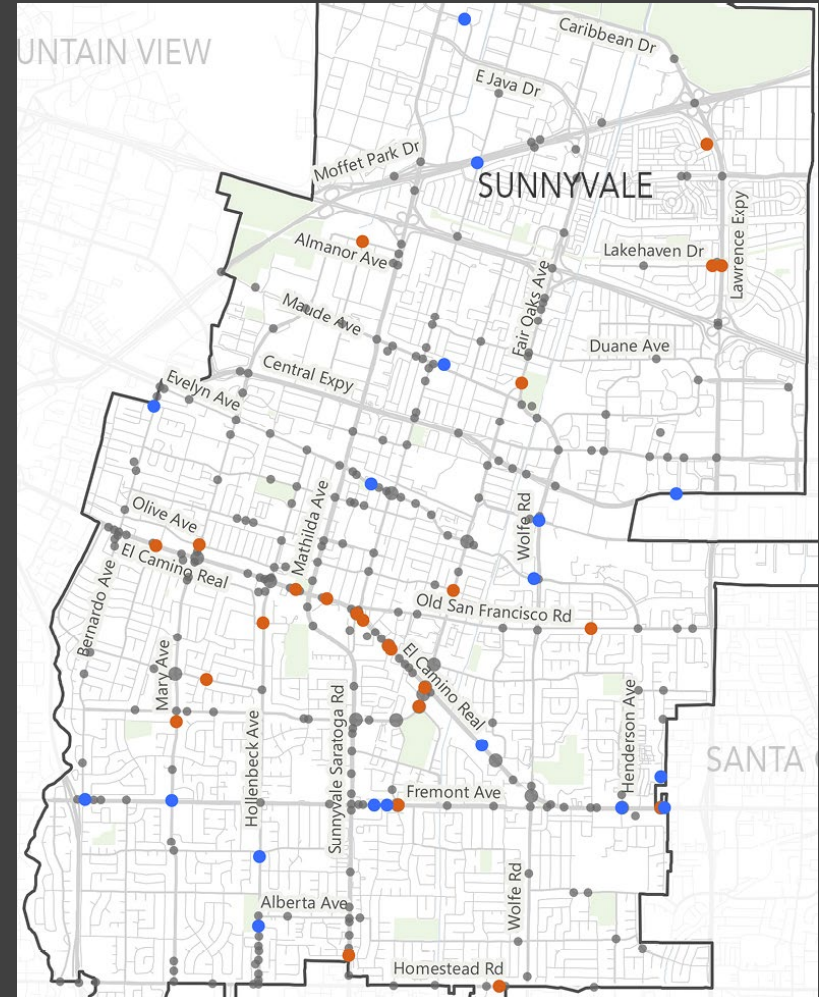 Caribbean Dr
UNTAIN VIEW
E Java Dr
Moffet Park Dr
SUNNYVALE
Almanor Ave
Lakehaven Dr
Lawrence Expy
Maude Ave
Fair Oaks Ave
Duane Ave
Central Expy
Evelyn Ave
Olive Ave
Mathilda Ave
Wolfe Rd
El Camino Real
Bernardo Ave
Old San Francisco Rd
Mary Ave
El Camino Real
Hollenbeck Ave
Sunnyvale Saratoga Rd
Henderson Ave
SANTA
Fremont Ave
Wolfe Rd
Alberta Ave
Homestead Rd